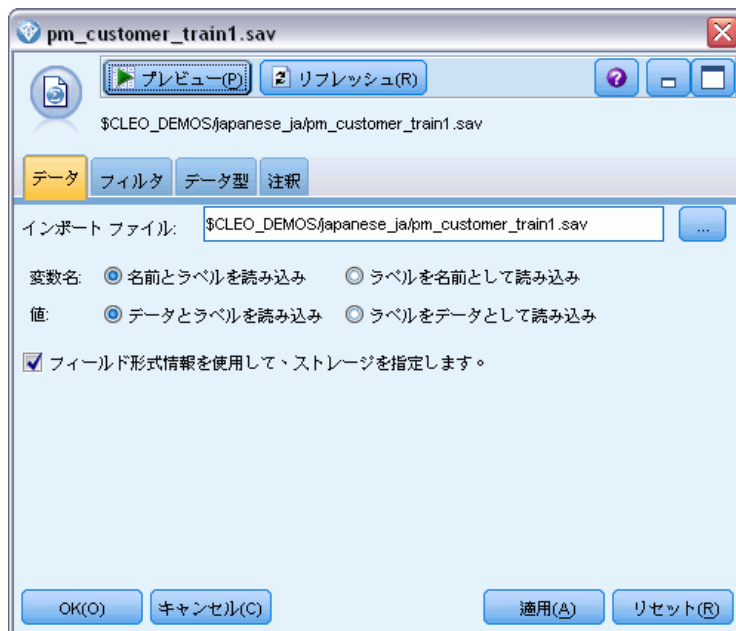 pm_customer_train1.sav
プレビュー(P) リフレッシュ(R)
$CLEO_DEMOS/japanese_ja/pm_customer_train1.sav
データ フィルタ データ型 注釈
インポート ファイル: $CLEO_DEMOS/japanese_ja/pm_customer_train1.sav ...
変数名: 名前とラベルを読み込み ラベルを名前として読み込み
値: データとラベルを読み込み ラベルをデータとして読み込み
フィールド形式情報を使用して、ストレージを指定します。
OK(O) キャンセル(C) 適用(A) リセット(R)